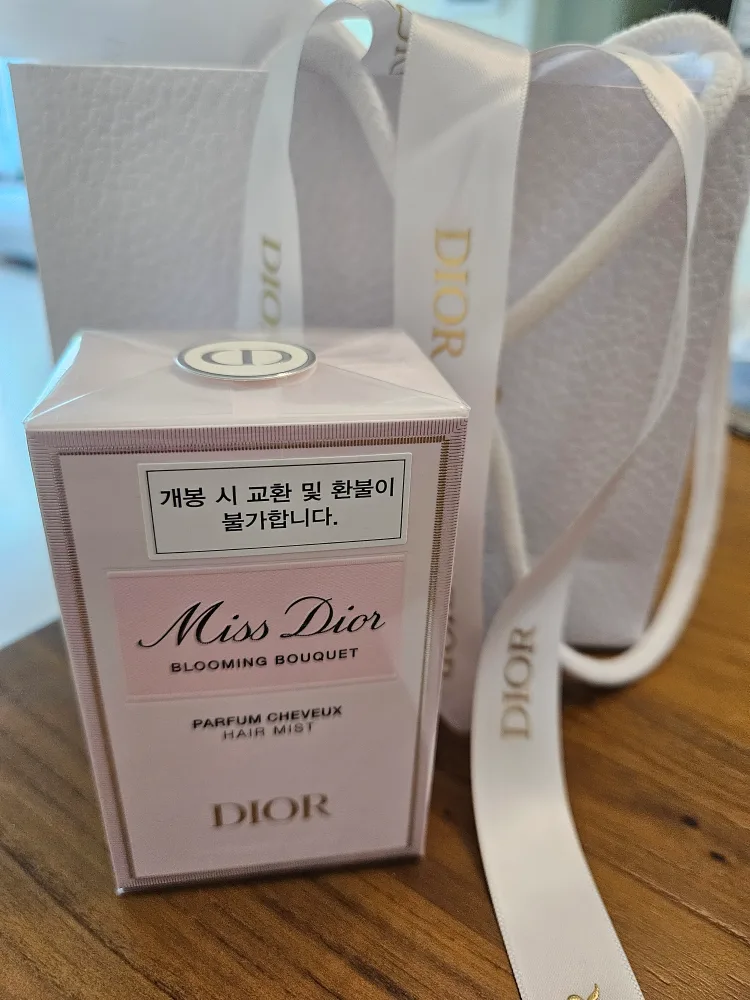 DIOR
DIO
개봉 시 교환 및 환불이
불가합니다.
Miss Dior
BLOOMING BOUQUET
PARFUM CHEVEUX
HAIR MIST
DIOR
DIOR